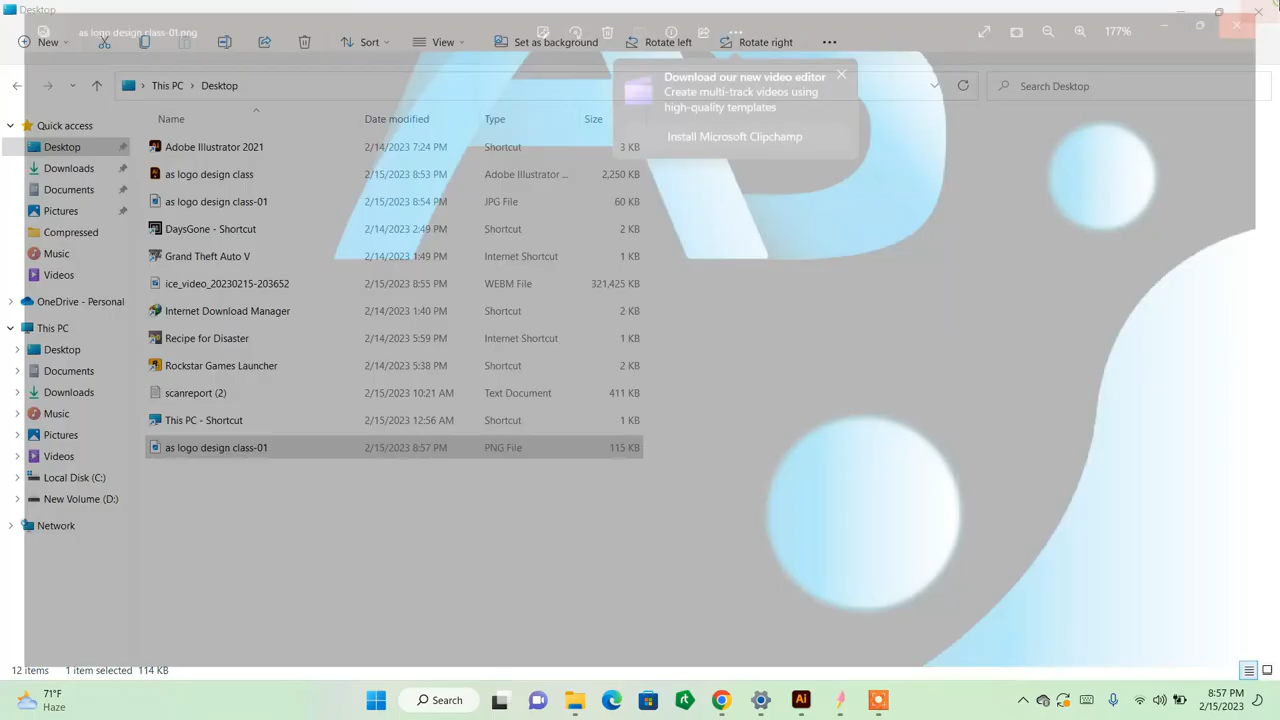 Desktop
as logo design class-01.png
177%
New
Sort
View
Set as background
Rotate left
Rotate right
Download our new video editor
Create multi-track videos using
high-quality templates
Install Microsoft Clipchamp
This PC
Desktop
Search Desktop
Name
Date modified
Type
Size
Quick access
Desktop
Downloads
Documents
Pictures
Compressed
Music
Videos
OneDrive - Personal
This PC
Desktop
Documents
Downloads
Music
Pictures
Videos
Local Disk (C:)
New Volume (D:)
Network
Adobe Illustrator 2021 2/14/2023 7:24 PM Shortcut 3 KB
as logo design class 2/15/2023 8:53 PM Adobe Illustrator ... 2,250 KB
as logo design class-01 2/15/2023 8:54 PM JPG File 60 KB
DaysGone - Shortcut 2/14/2023 2:49 PM Shortcut 2 KB
Grand Theft Auto V 2/14/2023 1:49 PM Internet Shortcut 1 KB
ice_video_20230215-203652 2/15/2023 8:55 PM WEBM File 321,425 KB
Internet Download Manager 2/14/2023 1:40 PM Shortcut 2 KB
Recipe for Disaster 2/14/2023 5:59 PM Internet Shortcut 1 KB
Rockstar Games Launcher 2/14/2023 5:38 PM Shortcut 2 KB
scanreport (2) 2/15/2023 10:21 AM Text Document 411 KB
This PC - Shortcut 2/15/2023 12:56 AM Shortcut 1 KB
as logo design class-01 2/15/2023 8:57 PM PNG File 115 KB
12 items 1 item selected 114 KB
71°F
Haze
Search
Ai
8:57 PM
2/15/2023